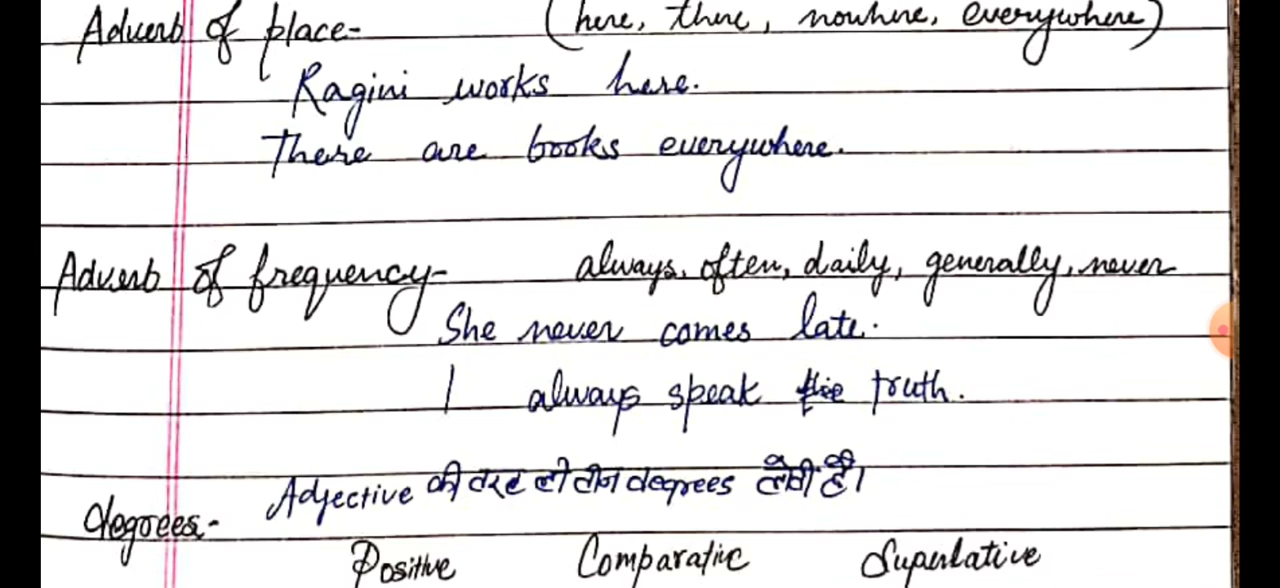 Adverb of place- (here, there, nowhere, everywhere)
Ragini works here.
There are books everywhere.
Adverb of frequency- always, often, daily, generally, never
She never comes late.
I always speak truth.
Adjective की तरह ही तीन degrees होती है।
degrees-
Positive Comparative Superlative